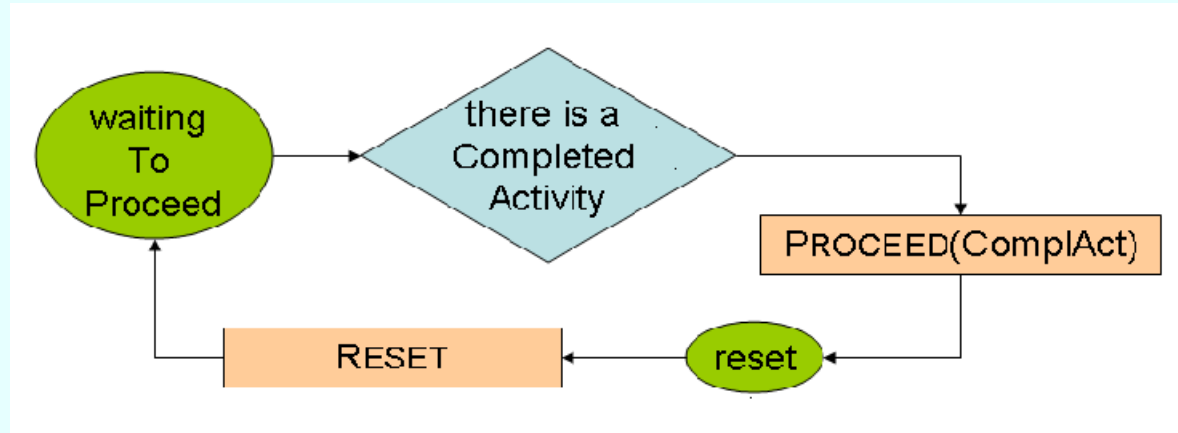 waiting
To
Proceed
there is a
Completed
Activity
PROCEED(ComplAct)
reset
RESET